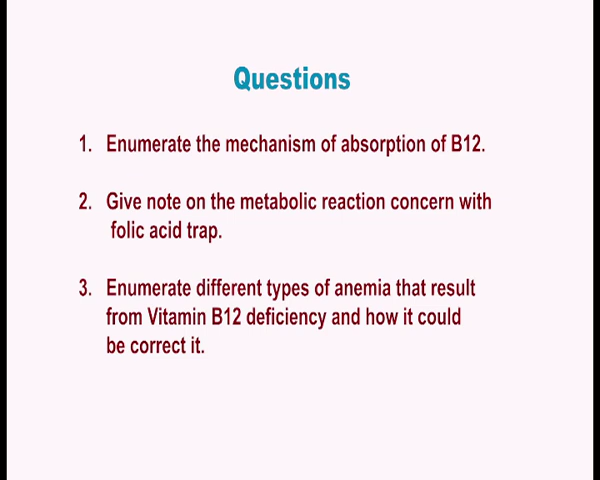 Questions
1. Enumerate the mechanism of absorption of B12.
2. Give note on the metabolic reaction concern with
folic acid trap.
3. Enumerate different types of anemia that result
from Vitamin B12 deficiency and how it could
be correct it.